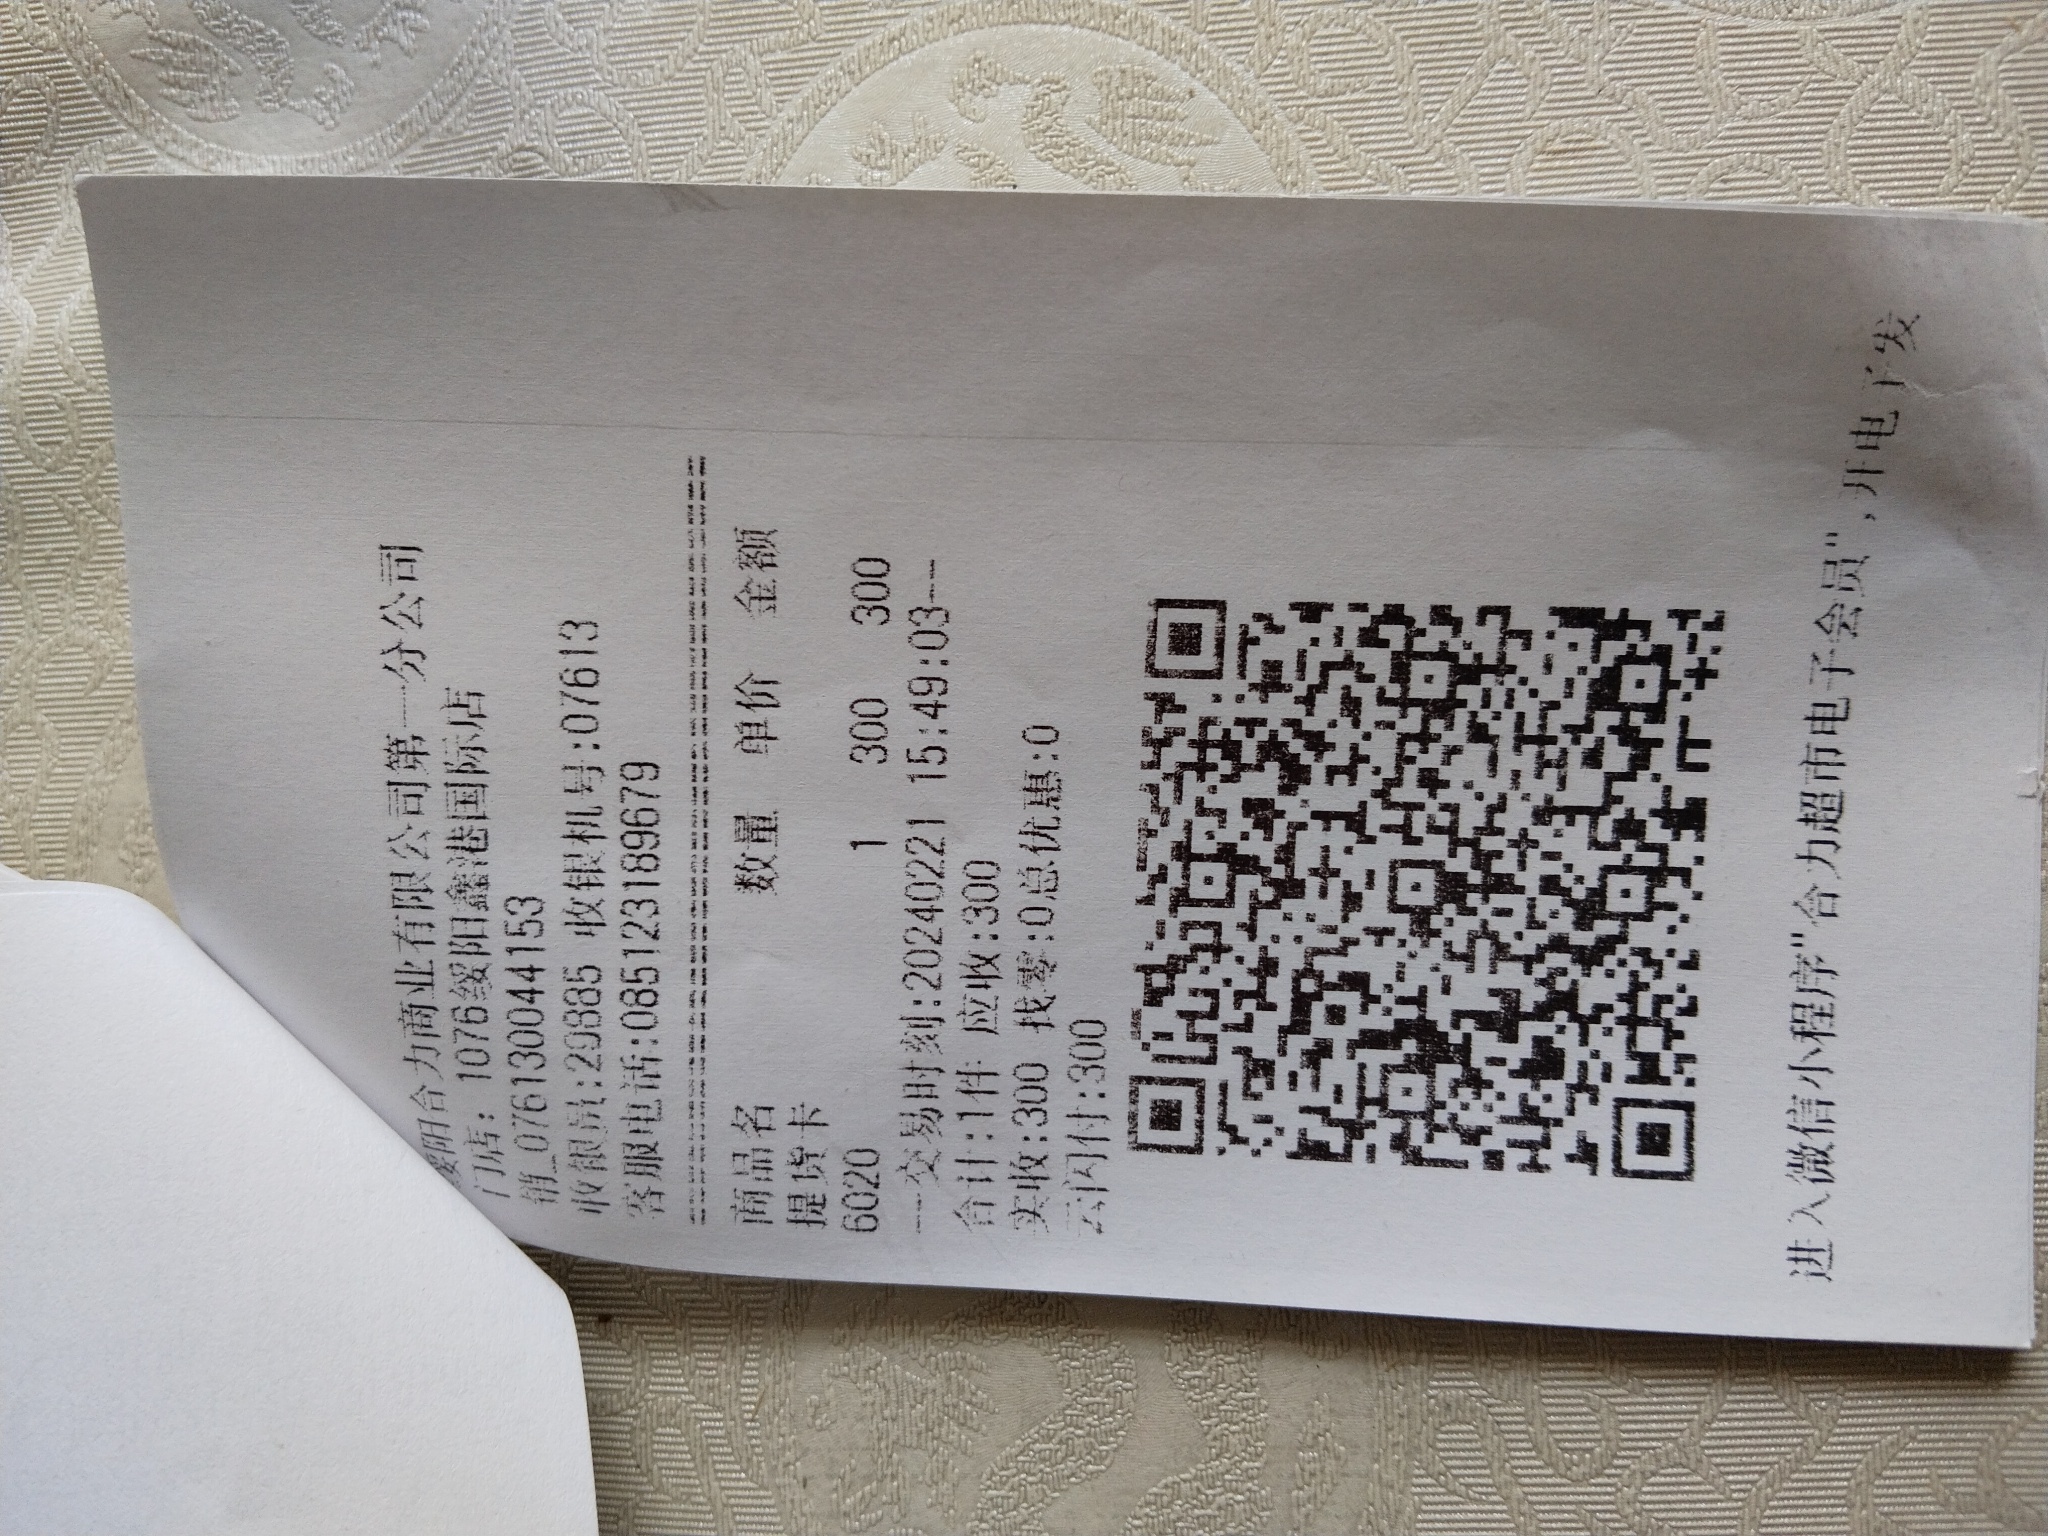 绥阳合力商业有限公司第一分公司
门店: 1076绥阳鑫港国际店
销_0761300044153
收银员:29885 收银机号:07613
客服电话:085123189679
商品名 数量 单价 金额
提货卡
6020 1 300 300
——交易时刻:20240221 15:49:03——
合计:1件 应收:300
实收:300 找零:0总优惠:0
云闪付:300
进入微信小程序"合力超市电子会员",开电子发